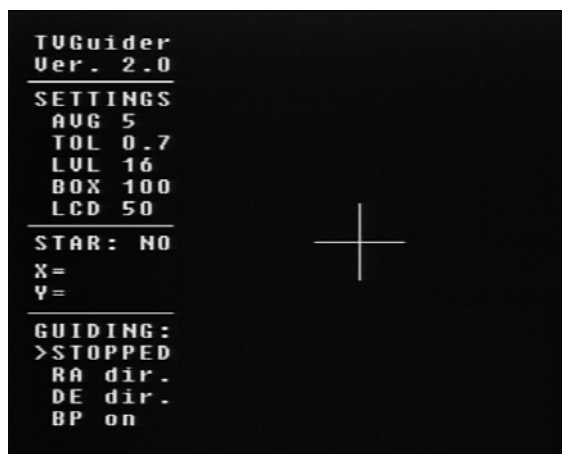 TVGuider
Ver. 2.0
SETTINGS
AVG 5
TOL 0.7
LVL 16
BOX 100
LCD 50
STAR: NO
X=
Y=
GUIDING:
>STOPPED
RA dir.
DE dir.
BP on